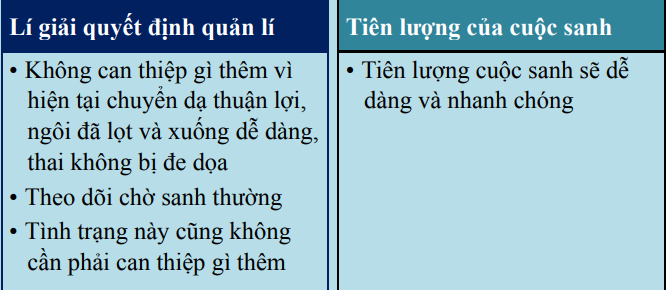 Lí giải quyết định quản lí
• Không can thiệp gì thêm vì
hiện tại chuyển dạ thuận lợi,
ngôi đã lọt và xuống dễ dàng,
thai không bị đe dọa
• Theo dõi chờ sanh thường
• Tình trạng này cũng không
cần phải can thiệp gì thêm
Tiên lượng của cuộc sanh
• Tiên lượng cuộc sanh sẽ dễ
dàng và nhanh chóng